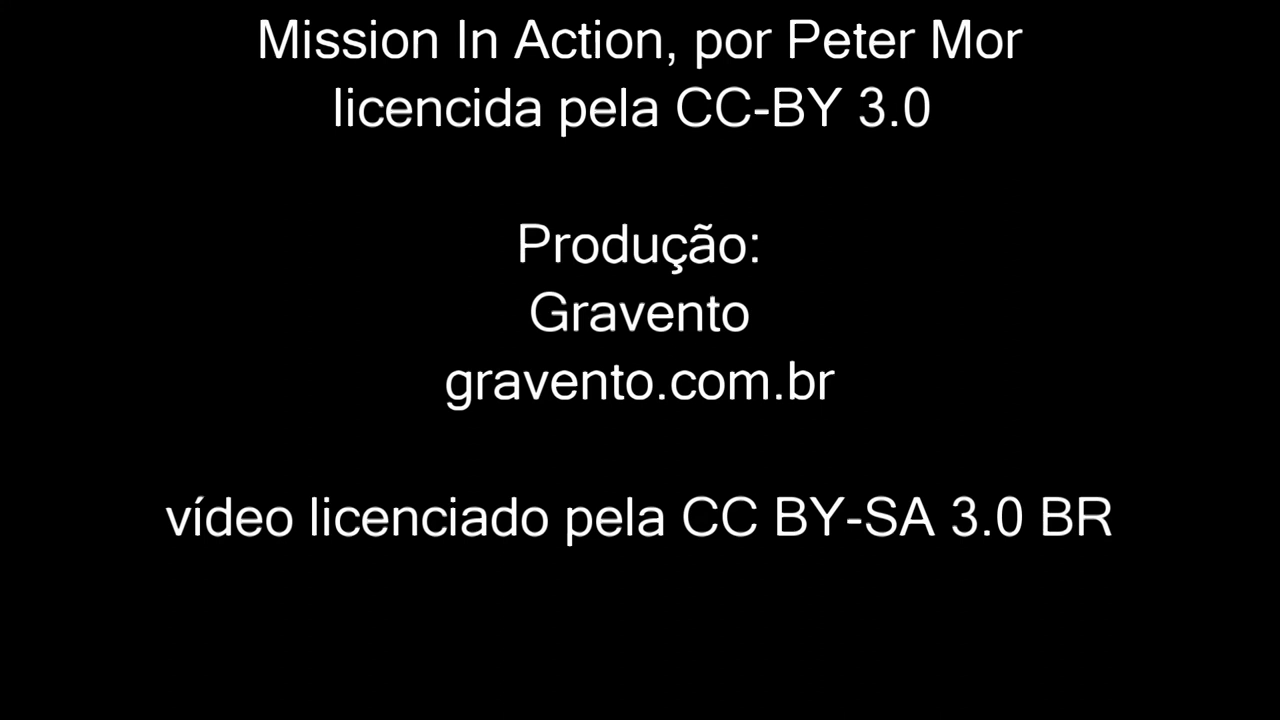 Mission In Action, por Peter Mor
licencida pela CC-BY 3.0
Produção:
Gravento
gravento.com.br
vídeo licenciado pela CC BY-SA 3.0 BR